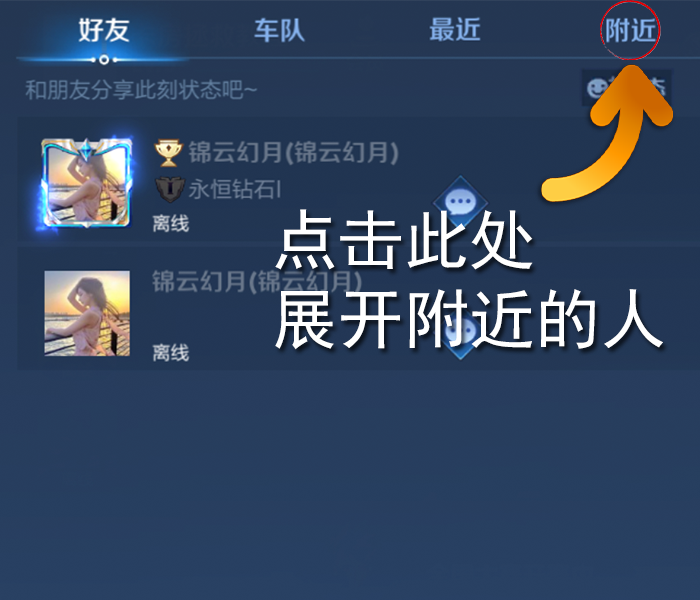 好友 车队 最近 附近
和朋友分享此刻状态吧~
锦云幻月(锦云幻月)
永恒钻石I
离线
点击此处
锦云幻月(锦云幻月)
展开附近的人
离线